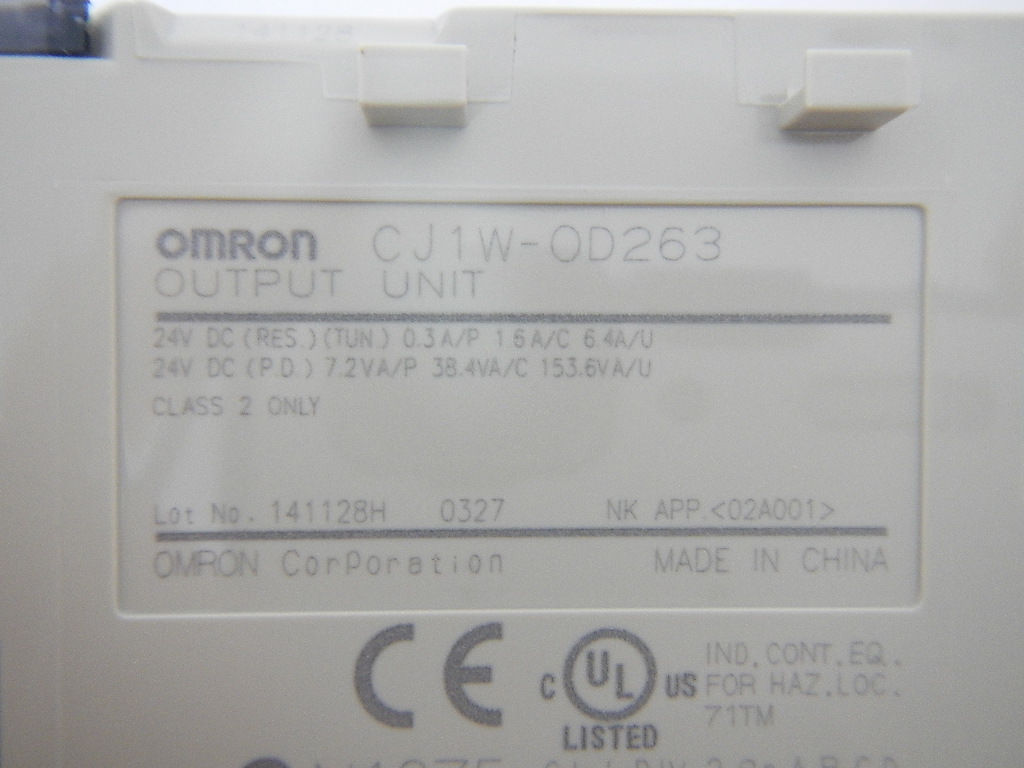 141128H
OMRON CJ1W-OD263
OUTPUT UNIT
24V DC (RES.)(TUN.) 0.3A/P 1.6A/C 6.4A/U
24V DC (P.D.) 7.2VA/P 38.4VA/C 153.6VA/U
CLASS 2 ONLY
Lot No. 141128H 0327 NK APP.<02A001>
OMRON Corporation MADE IN CHINA
CE C UL US LISTED
IND. CONT. EQ.
FOR HAZ. LOC.
71TM